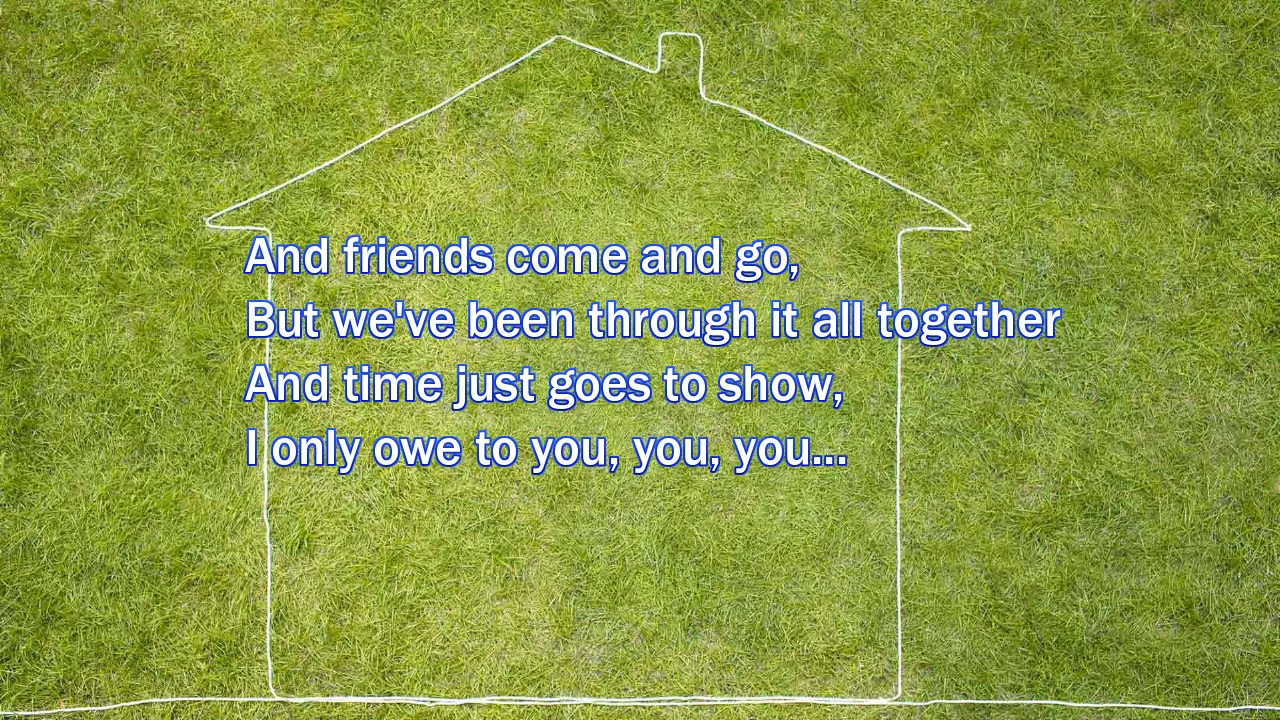 And friends come and go,
But we've been through it all together
And time just goes to show,
I only owe to you, you, you...